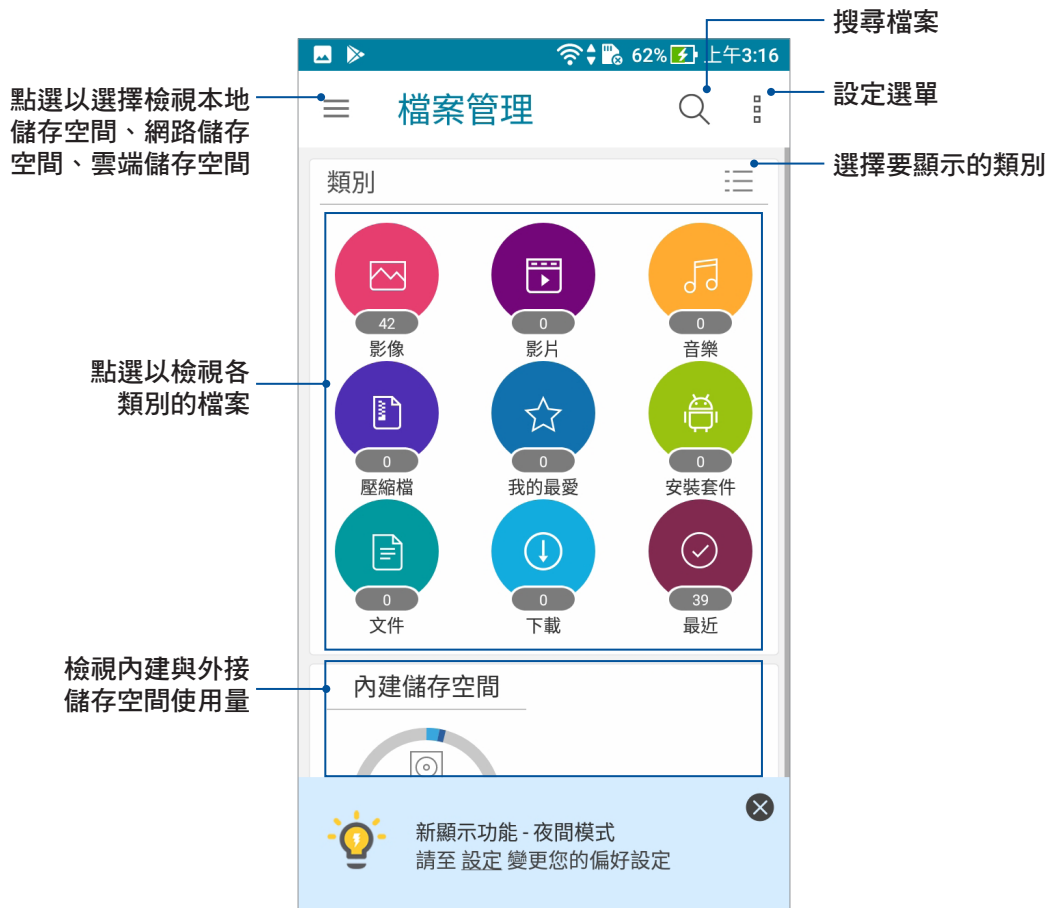 搜尋檔案
62% 上午3:16
點選以選擇檢視本地
儲存空間、網路儲存
空間、雲端儲存空間
檔案管理
設定選單
選擇要顯示的類別
類別
42
0
0
影像
影片
音樂
點選以檢視各
類別的檔案
0
0
0
壓縮檔
我的最愛
安裝套件
0
0
39
文件
下載
最近
檢視內建與外接
儲存空間使用量
內建儲存空間
新顯示功能 - 夜間模式
請至 設定 變更您的偏好設定